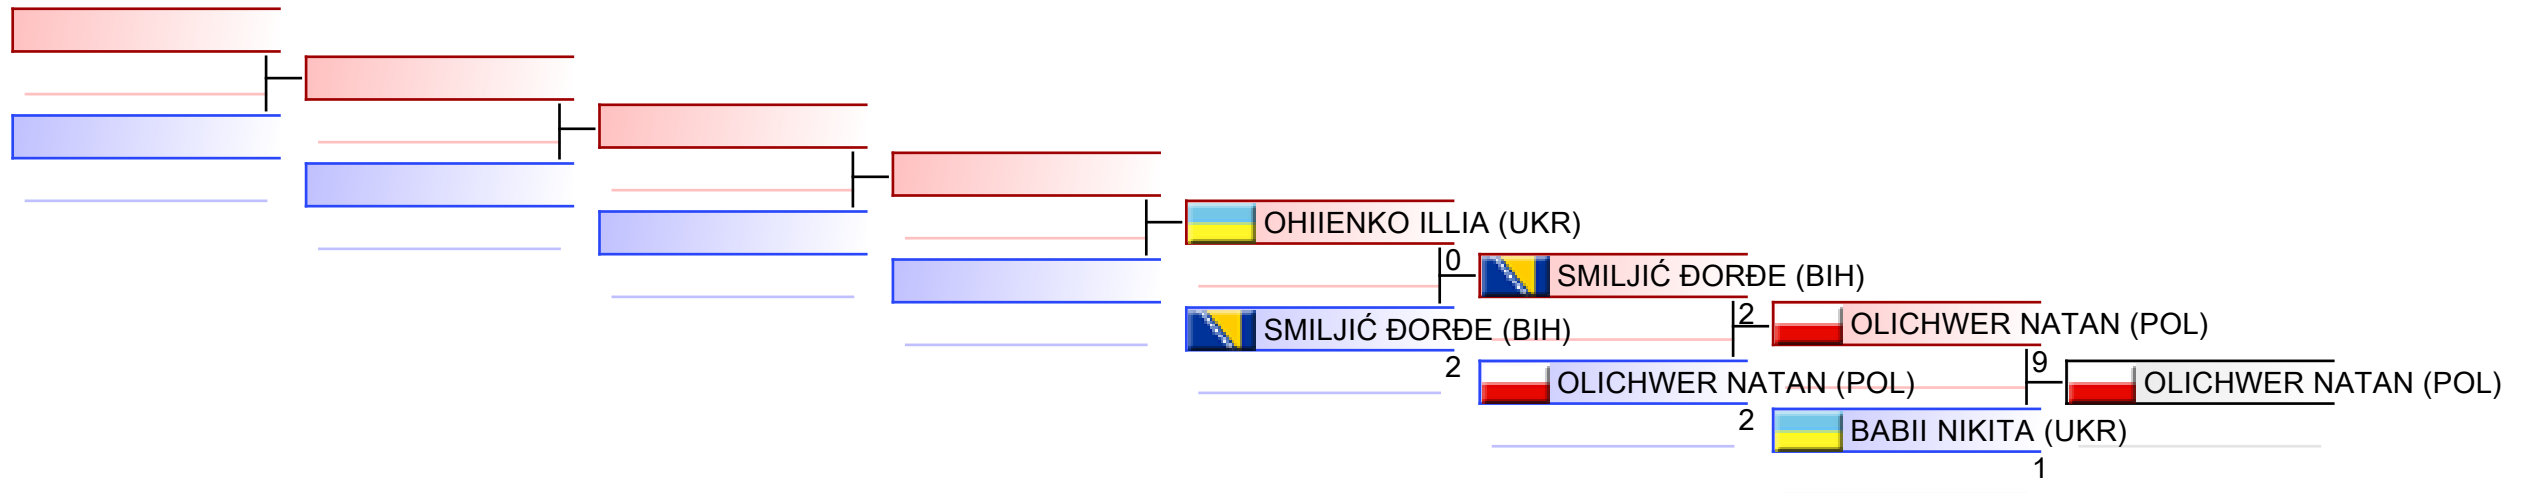 OHIIENKO ILLIA (UKR)
0
SMILJIĆ ĐORĐE (BIH)
2
SMILJIĆ ĐORĐE (BIH)
2
OLICHWER NATAN (POL)
2
OLICHWER NATAN (POL)
9
BABII NIKITA (UKR)
1
OLICHWER NATAN (POL)